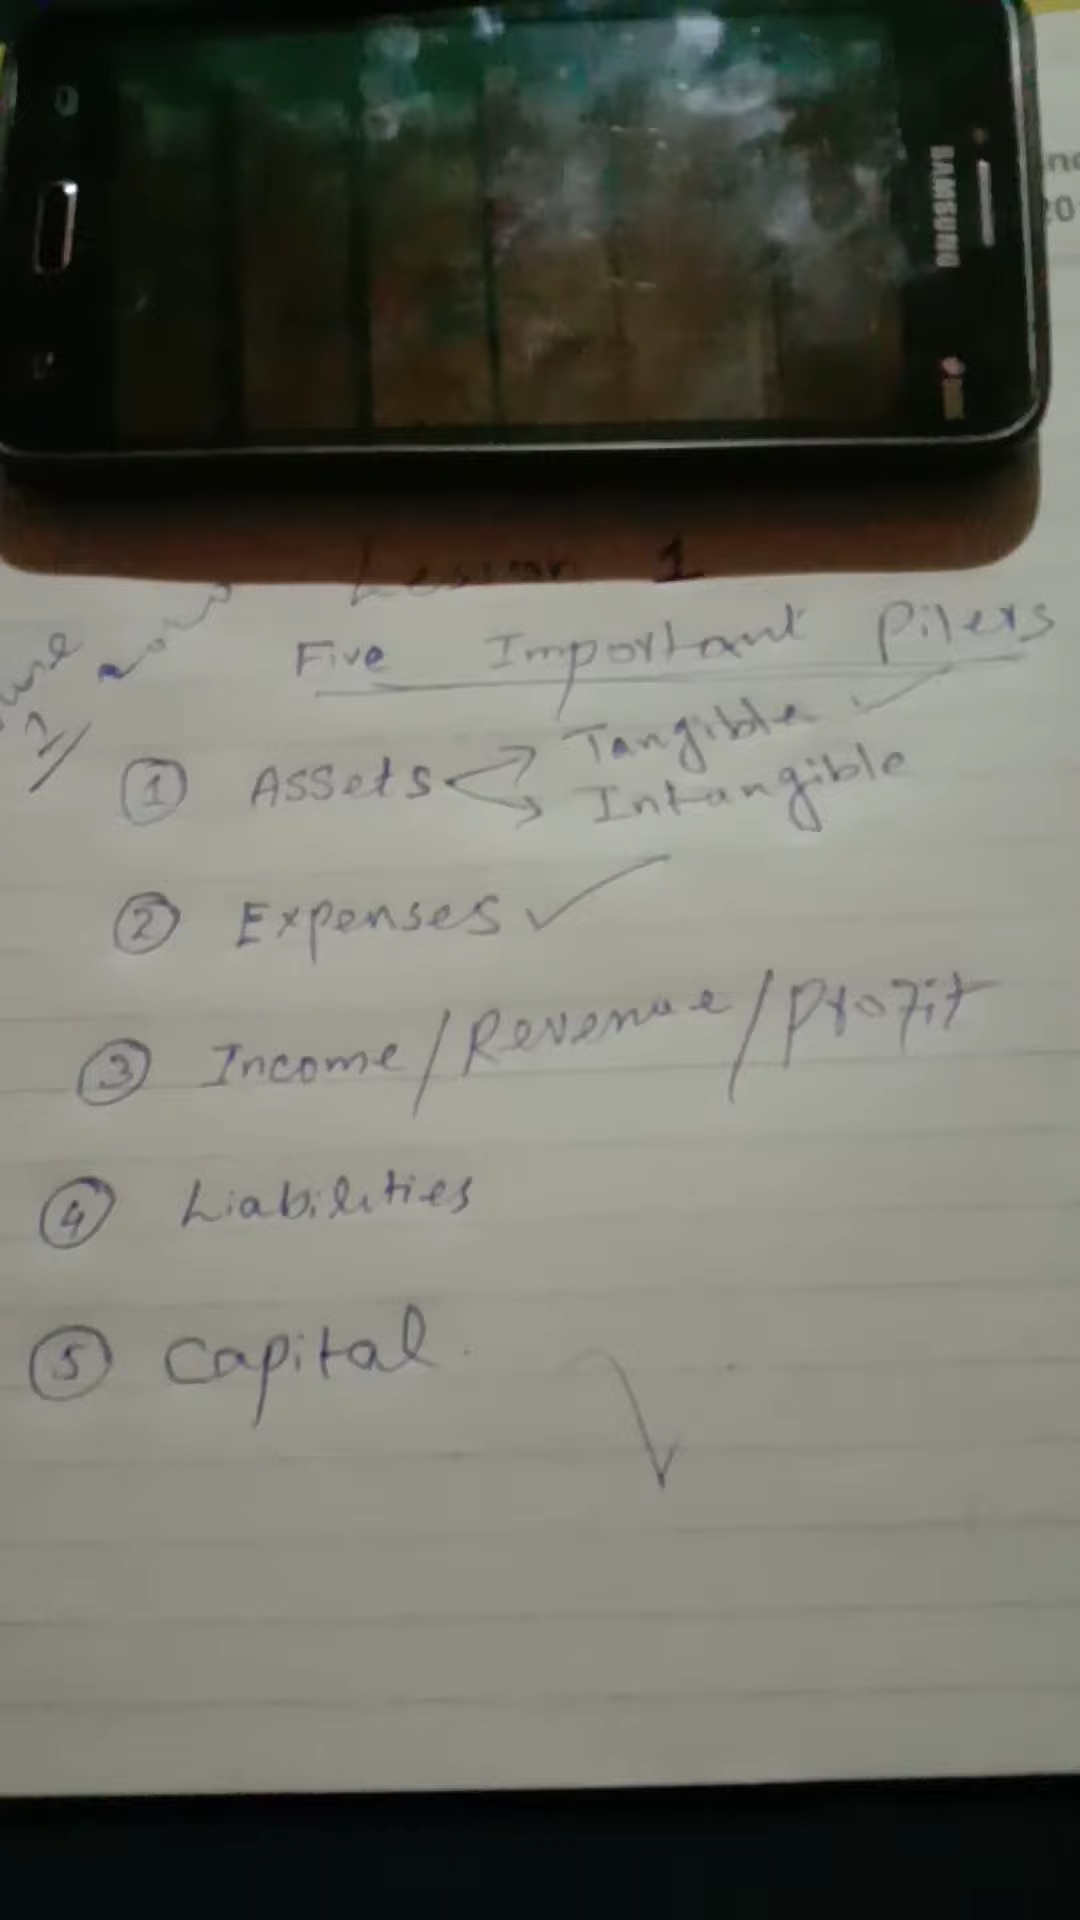 SAMSUNG
Lesson 1
Five Important Pilers
① Assets → Tangible
→ Intangible
② Expenses
③ Income/Revenue/Profit
④ Liabilities
⑤ Capital